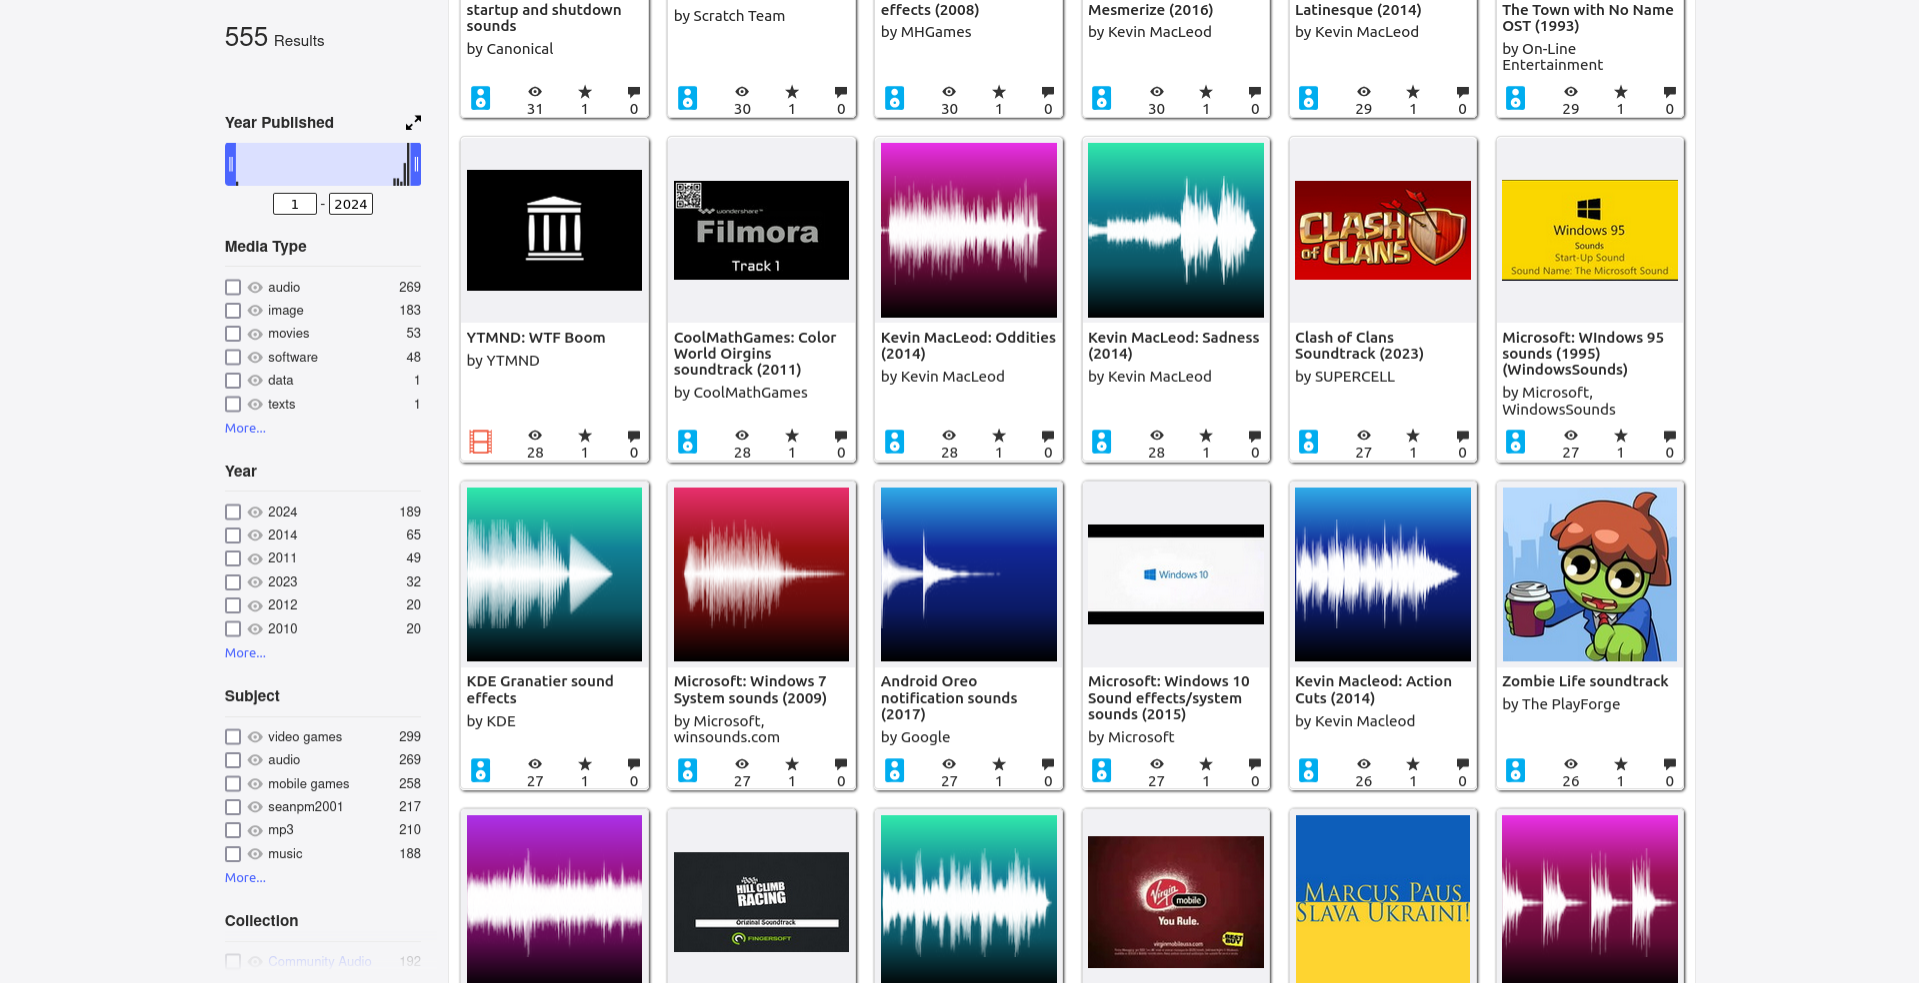 555 Results
Year Published
1 - 2024
Media Type
audio 269
image 183
movies 53
software 48
data 1
texts 1
More...
Year
2024 189
2014 65
2011 49
2023 32
2012 20
2010 20
More...
Subject
video games 299
audio 269
mobile games 258
seanpm2001 217
mp3 210
music 188
More...
Collection
Community Audio 192
startup and shutdown
sounds
by Canonical
31 1 0
by Scratch Team
30 1 0
effects (2008)
by MHGames
30 1 0
Mesmerize (2016)
by Kevin MacLeod
30 1 0
Latinesque (2014)
by Kevin MacLeod
29 1 0
The Town with No Name
OST (1993)
by On-Line
Entertainment
29 1 0
YTMND: WTF Boom
by YTMND
28 1 0
wondershare™
Filmora
Track 1
CoolMathGames: Color
World Oirgins
soundtrack (2011)
by CoolMathGames
28 1 0
Kevin MacLeod: Oddities
(2014)
by Kevin MacLeod
28 1 0
Kevin MacLeod: Sadness
(2014)
by Kevin MacLeod
28 1 0
CLASH
OF CLANS
Clash of Clans
Soundtrack (2023)
by SUPERCELL
27 1 0
Windows 95
Sounds
Start-Up Sound
Sound Name: The Microsoft Sound
Microsoft: WIndows 95
sounds (1995)
(WindowsSounds)
by Microsoft,
WindowsSounds
27 1 0
KDE Granatier sound
effects
by KDE
27 1 0
Microsoft: Windows 7
System sounds (2009)
by Microsoft,
winsounds.com
27 1 0
Android Oreo
notification sounds
(2017)
by Google
27 1 0
Windows 10
Microsoft: Windows 10
Sound effects/system
sounds (2015)
by Microsoft
27 1 0
Kevin Macleod: Action
Cuts (2014)
by Kevin Macleod
26 1 0
Zombie Life soundtrack
by The PlayForge
26 1 0
HILL CLIMB
RACING
Original Soundtrack
FINGERSOFT
Virgin
mobile
You Rule.
virginmobileusa.com
BEST
BUY
MARCUS PAUS
SLAVA UKRAINI!